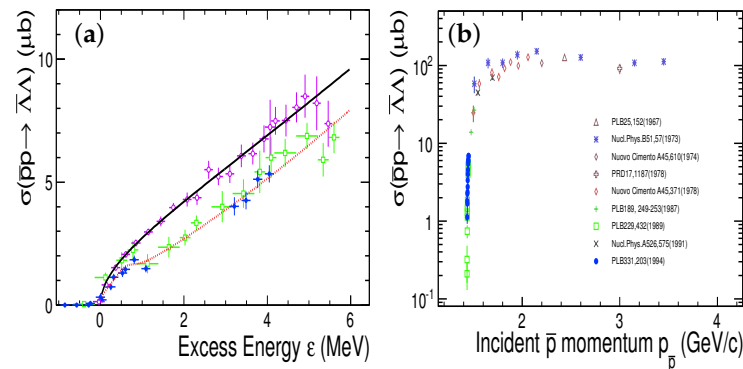 (a)
σ(p̅p→ Λ̅Λ) (μb)
10
5
0
0
2
4
6
Excess Energy ε (MeV)
(b)
σ(p̅p→ Λ̅Λ) (μb)
10²
10
1
10⁻¹
PLB25,152(1967)
Nucl.Phys.B51,57(1973)
Nuovo Cimento A45,610(1974)
PRD17,1187(1978)
Nuovo Cimento A45,371(1978)
PLB189, 249-253(1987)
PLB229,432(1989)
Nucl.Phys.A526,575(1991)
PLB331,203(1994)
1
2
3
4
Incident p̅ momentum p_p̅ (GeV/c)